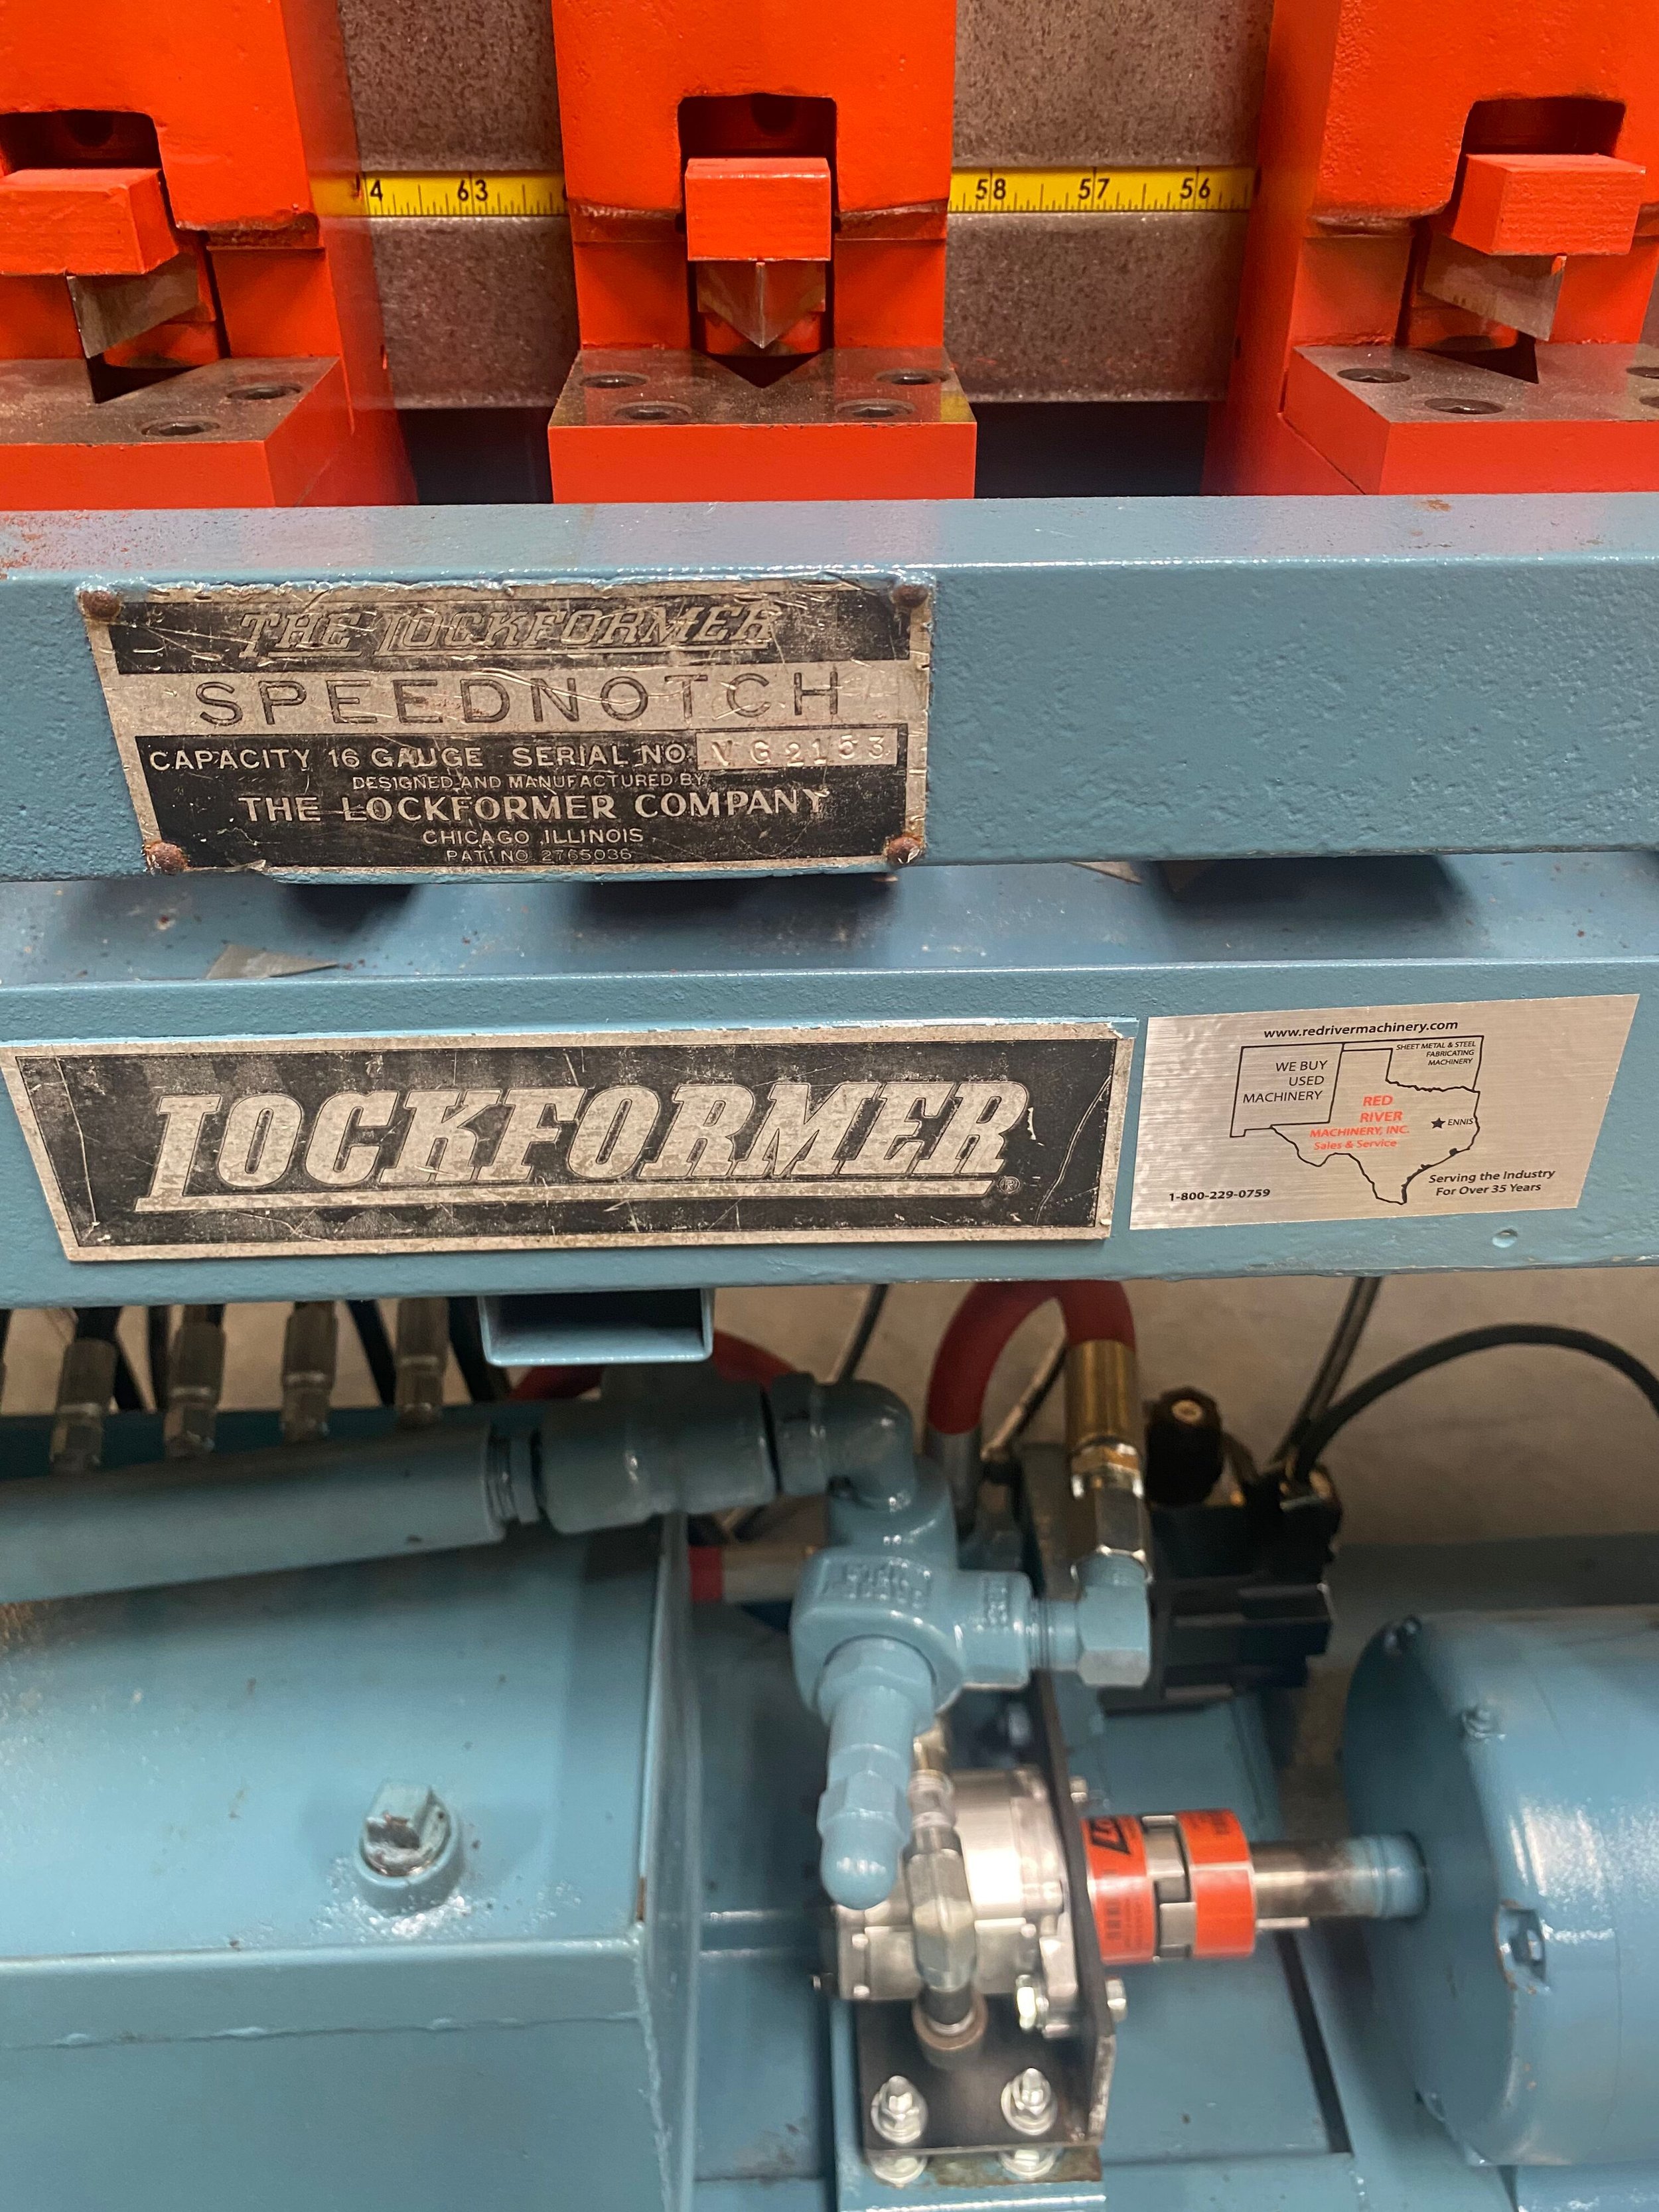 4 63 58 57 56
THE LOCKFORMER
SPEEDNOTCH
CAPACITY 16 GAUGE SERIAL NO. VG2153
DESIGNED AND MANUFACTURED BY
THE LOCKFORMER COMPANY
CHICAGO ILLINOIS
PAT. NO. 2765036
LOCKFORMER ®
www.redrivermachinery.com
SHEET METAL & STEEL
FABRICATING
MACHINERY
WE BUY
USED
MACHINERY
RED
RIVER
MACHINERY, INC.
Sales & Service
ENNIS
1-800-229-0759
Serving the Industry
For Over 35 Years